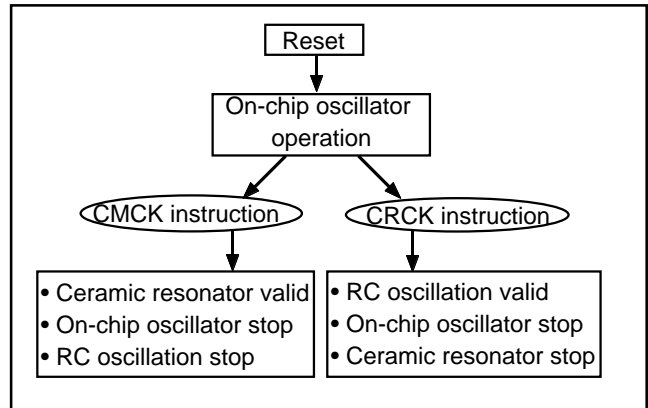 Reset
On-chip oscillator
operation
CMCK instruction
CRCK instruction
• Ceramic resonator valid
• On-chip oscillator stop
• RC oscillation stop
• RC oscillation valid
• On-chip oscillator stop
• Ceramic resonator stop